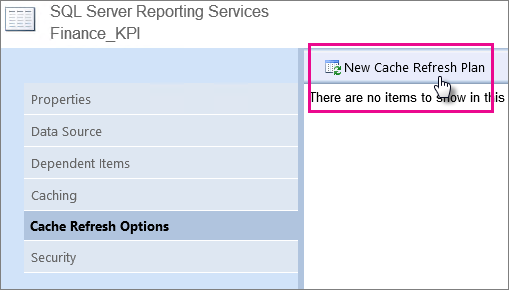 SQL Server Reporting Services
Finance_KPI
New Cache Refresh Plan
There are no items to show in this
Properties
Data Source
Dependent Items
Caching
Cache Refresh Options
Security